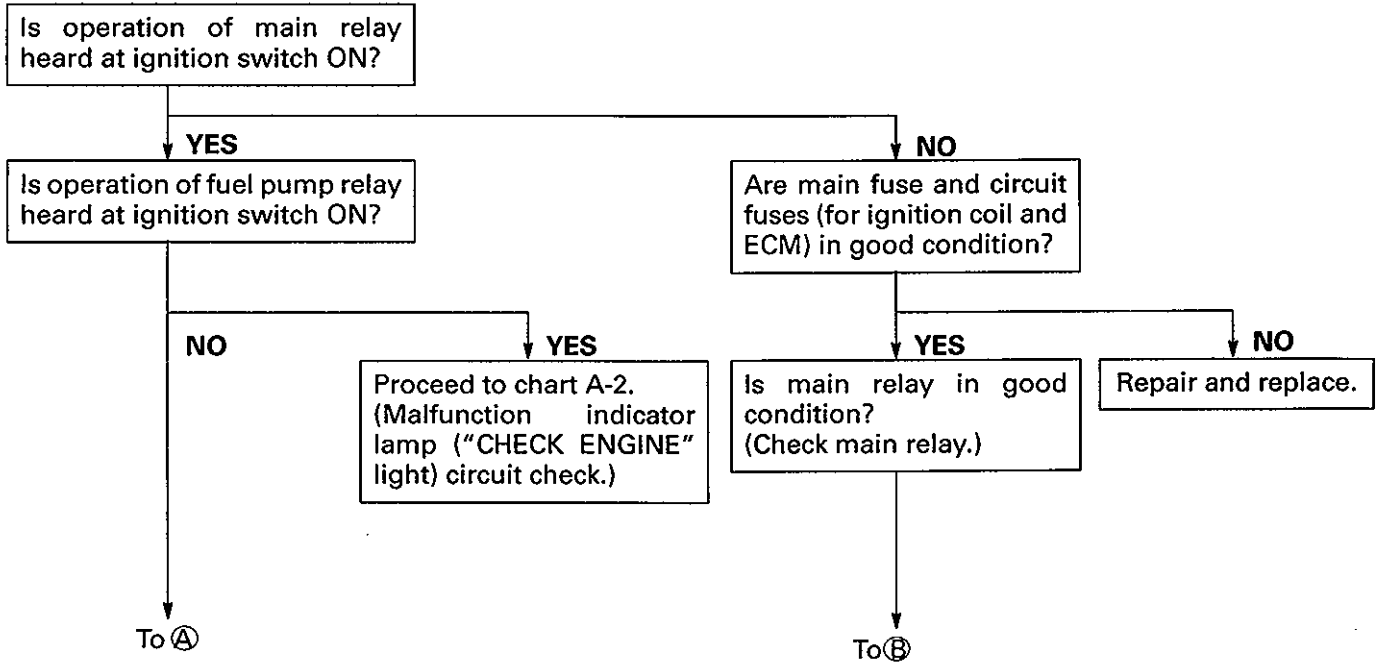 Is operation of main relay
heard at ignition switch ON?
YES
NO
Is operation of fuel pump relay
heard at ignition switch ON?
Are main fuse and circuit
fuses (for ignition coil and
ECM) in good condition?
NO
YES
YES
NO
Proceed to chart A-2.
(Malfunction indicator
lamp ("CHECK ENGINE"
light) circuit check.)
Is main relay in good
condition?
(Check main relay.)
Repair and replace.
To Ⓐ
To Ⓑ